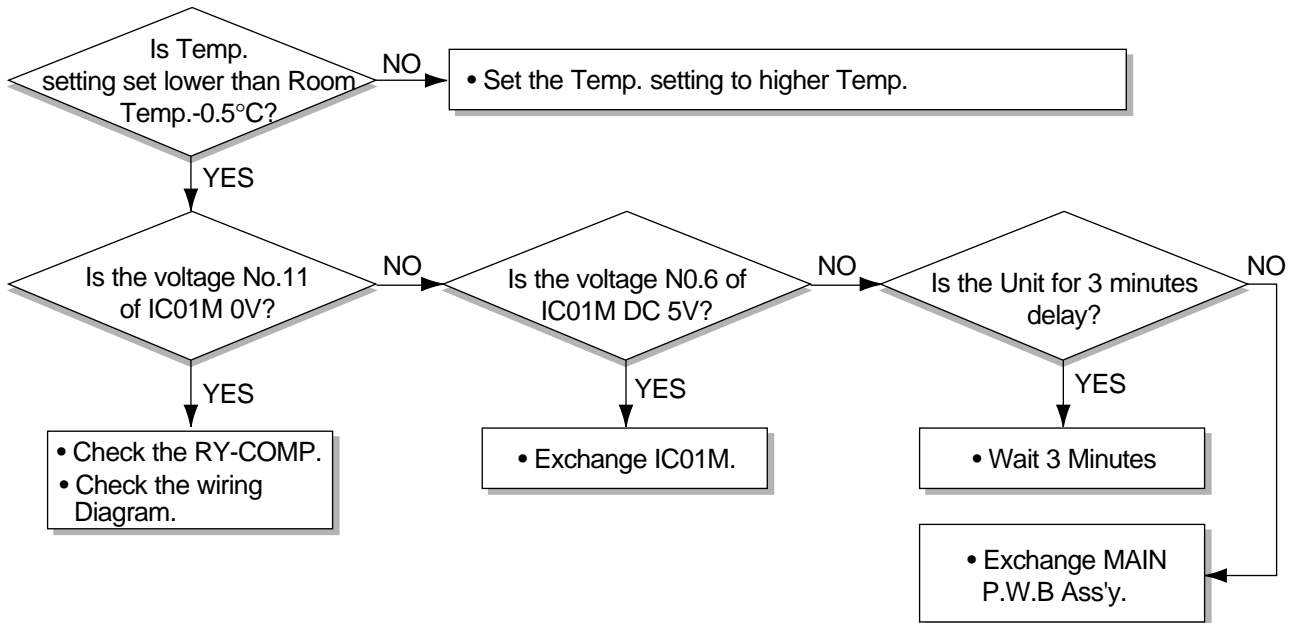 Is Temp.
setting set lower than Room
Temp.-0.5°C?
NO
• Set the Temp. setting to higher Temp.
YES
Is the voltage No.11
of IC01M 0V?
NO
Is the voltage N0.6 of
IC01M DC 5V?
NO
Is the Unit for 3 minutes
delay?
NO
YES
YES
YES
• Check the RY-COMP.
• Check the wiring
Diagram.
• Exchange IC01M.
• Wait 3 Minutes
• Exchange MAIN
P.W.B Ass'y.